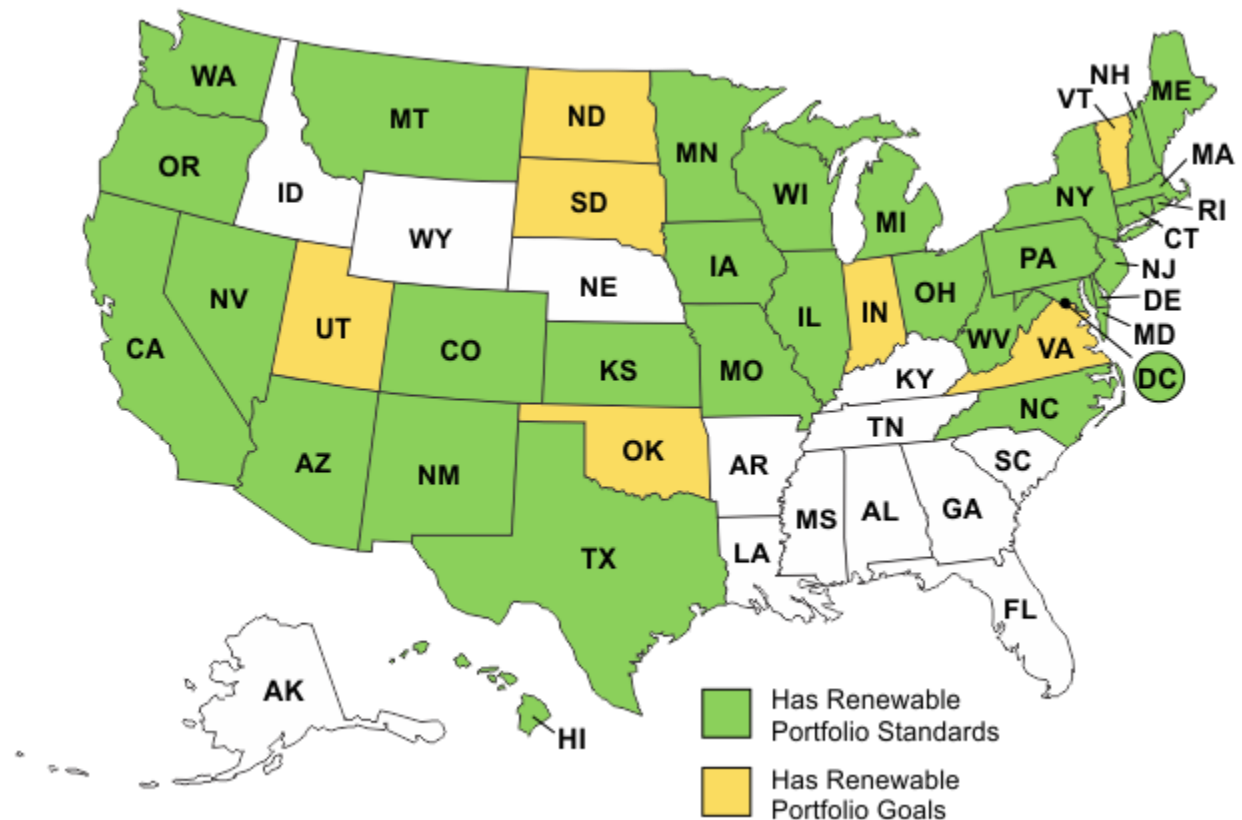 WA
MT
ND
MN
NH
VT
ME
OR
ID
SD
WI
MI
NY
MA
RI
CT
WY
NE
IA
PA
NJ
NV
UT
CO
IL
IN
OH
DE
MD
CA
KS
MO
WV
VA
DC
KY
NC
AZ
NM
OK
AR
TN
SC
MS
AL
GA
TX
LA
FL
AK
HI
Has Renewable
Portfolio Standards
Has Renewable
Portfolio Goals